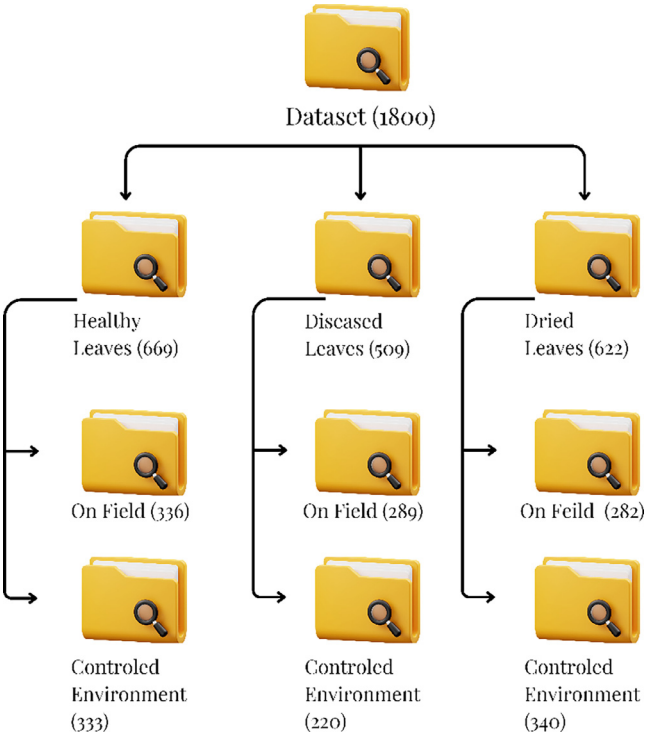 Dataset (1800)
Healthy
Leaves (669)
Diseased
Leaves (509)
Dried
Leaves (622)
On Field (336)
On Field (289)
On Feild (282)
Controled
Environment
(333)
Controled
Environment
(220)
Controled
Environment
(340)